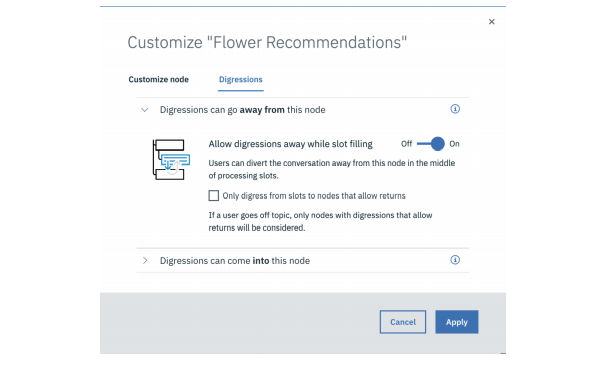 Customize "Flower Recommendations"
Customize node
Digressions
Digressions can go away from this node
Allow digressions away while slot filling
Off
On
Users can divert the conversation away from this node in the middle
of processing slots.
Only digress from slots to nodes that allow returns
If a user goes off topic, only nodes with digressions that allow
returns will be considered.
Digressions can come into this node
Cancel
Apply